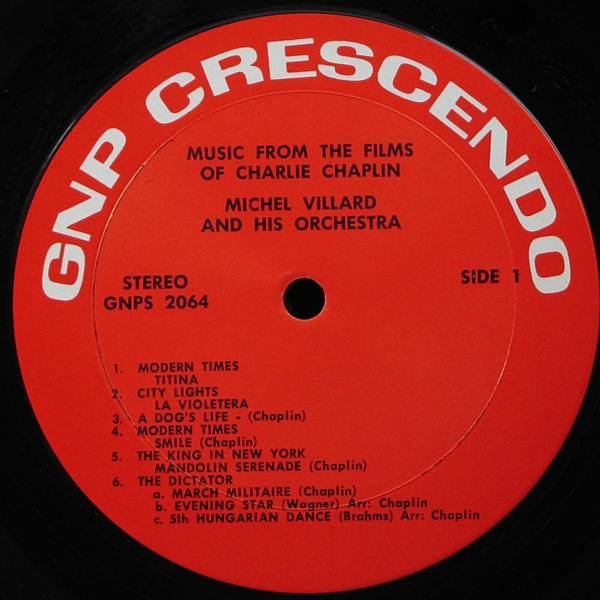 GNP CRESCENDO
MUSIC FROM THE FILMS
OF CHARLIE CHAPLIN
MICHEL VILLARD
AND HIS ORCHESTRA
STEREO
GNPS 2064
SIDE 1
1. MODERN TIMES
TITINA
2. CITY LIGHTS
LA VIOLETERA
3. A DOG'S LIFE - (Chaplin)
4. MODERN TIMES
SMILE (Chaplin)
5. THE KING IN NEW YORK
MANDOLIN SERENADE (Chaplin)
6. THE DICTATOR
a. MARCH MILITAIRE (Chaplin)
b. EVENING STAR (Wagner) Arr: Chaplin
c. 5th HUNGARIAN DANCE (Brahms) Arr: Chaplin